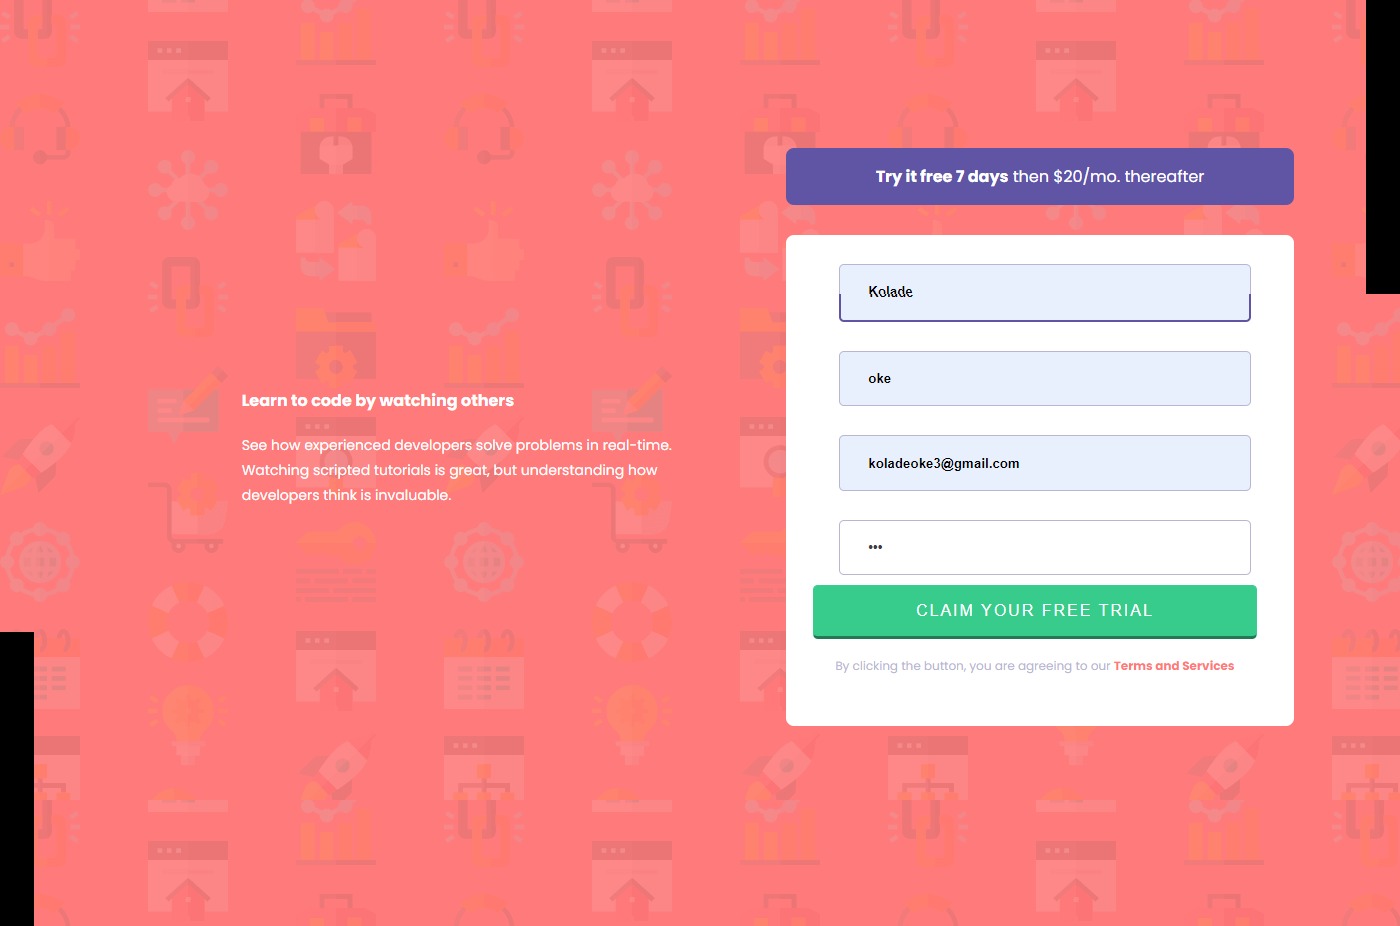 Try it free 7 days then $20/mo. thereafter
Kolade
oke
Learn to code by watching others
See how experienced developers solve problems in real-time.
Watching scripted tutorials is great, but understanding how
developers think is invaluable.
koladeoke3@gmail.com
•••
CLAIM YOUR FREE TRIAL
By clicking the button, you are agreeing to our Terms and Services